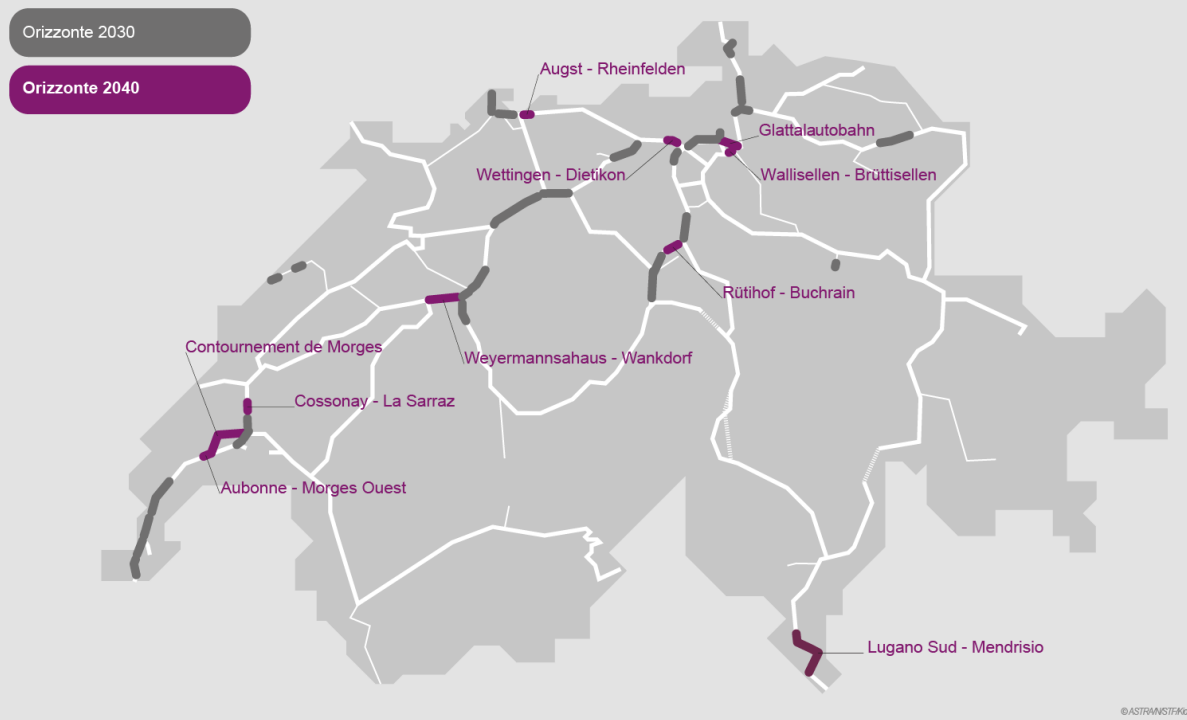 Orizzonte 2030
Orizzonte 2040
Augst - Rheinfelden
Glattalautobahn
Wettingen - Dietikon
Wallisellen - Brüttisellen
Rütihof - Buchrain
Contournement de Morges
Weyermannsahaus - Wankdorf
Cossonay - La Sarraz
Aubonne - Morges Ouest
Lugano Sud - Mendrisio